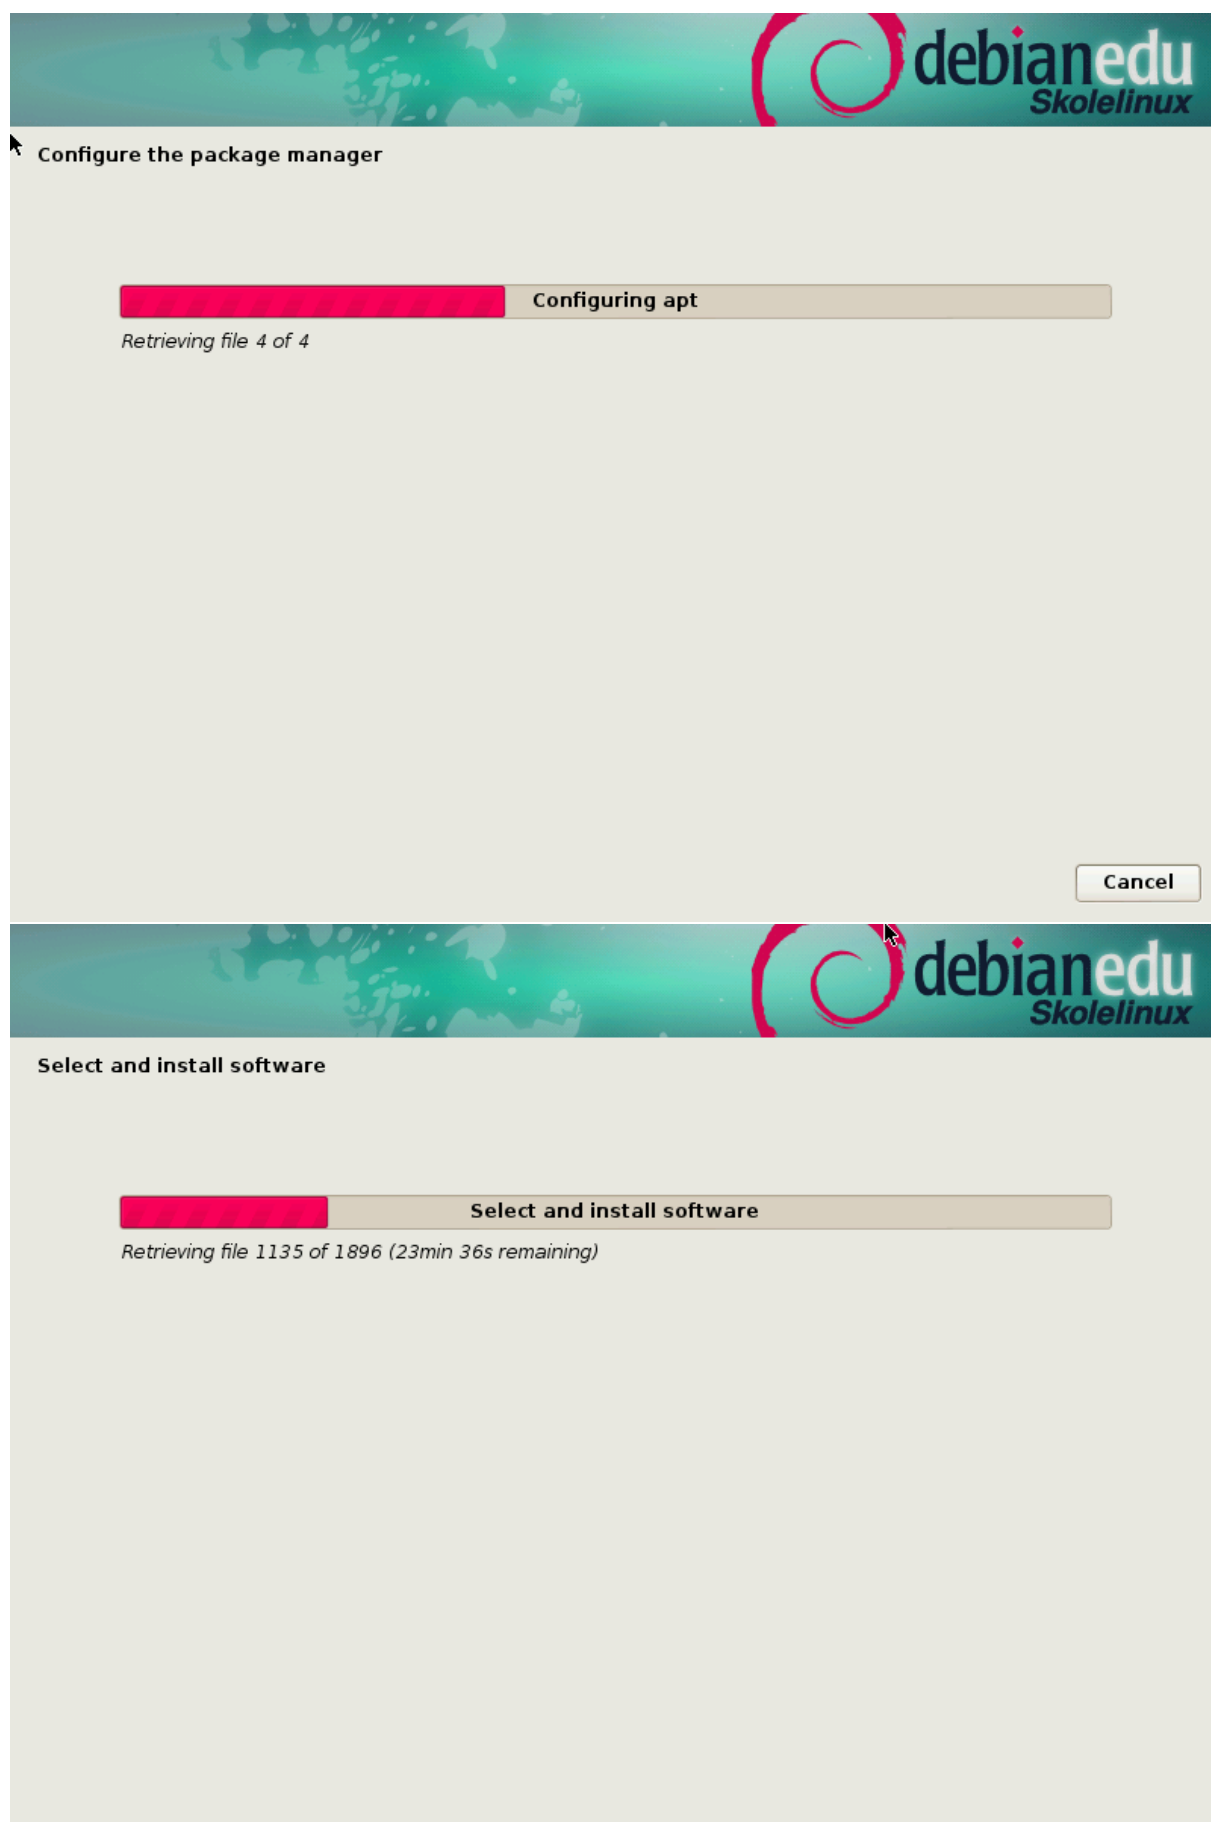 debianedu
Skolelinux
Configure the package manager
Configuring apt
Retrieving file 4 of 4
Cancel
debianedu
Skolelinux
Select and install software
Select and install software
Retrieving file 1135 of 1896 (23min 36s remaining)